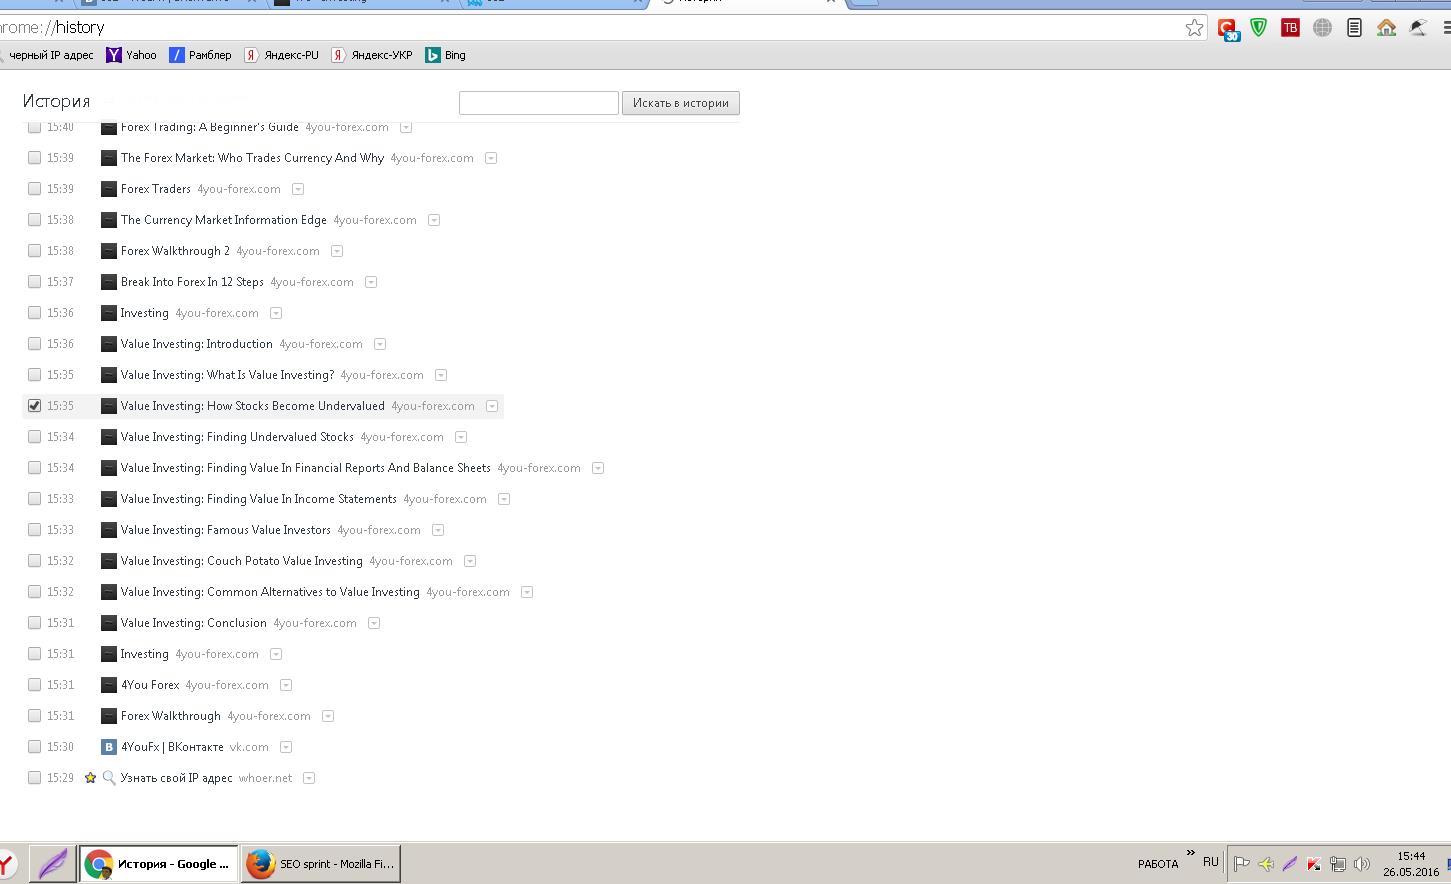 rome://history
30
ТВ
черный IP адрес Yahoo Рамблер Яндекс-РU Яндекс-УКР Bing
История Искать в истории
15:40 Forex Trading: A Beginner's Guide 4you-forex.com
15:39 The Forex Market: Who Trades Currency And Why 4you-forex.com
15:39 Forex Traders 4you-forex.com
15:38 The Currency Market Information Edge 4you-forex.com
15:38 Forex Walkthrough 2 4you-forex.com
15:37 Break Into Forex In 12 Steps 4you-forex.com
15:36 Investing 4you-forex.com
15:36 Value Investing: Introduction 4you-forex.com
15:35 Value Investing: What Is Value Investing? 4you-forex.com
15:35 Value Investing: How Stocks Become Undervalued 4you-forex.com
15:34 Value Investing: Finding Undervalued Stocks 4you-forex.com
15:34 Value Investing: Finding Value In Financial Reports And Balance Sheets 4you-forex.com
15:33 Value Investing: Finding Value In Income Statements 4you-forex.com
15:33 Value Investing: Famous Value Investors 4you-forex.com
15:32 Value Investing: Couch Potato Value Investing 4you-forex.com
15:32 Value Investing: Common Alternatives to Value Investing 4you-forex.com
15:31 Value Investing: Conclusion 4you-forex.com
15:31 Investing 4you-forex.com
15:31 4You Forex 4you-forex.com
15:31 Forex Walkthrough 4you-forex.com
15:30 B 4YouFx | ВКонтакте vk.com
15:29 Узнать свой IP адрес whoer.net
История - Google ... SEO sprint - Mozilla Fi... РАБОТА » RU 15:44
26.05.2016